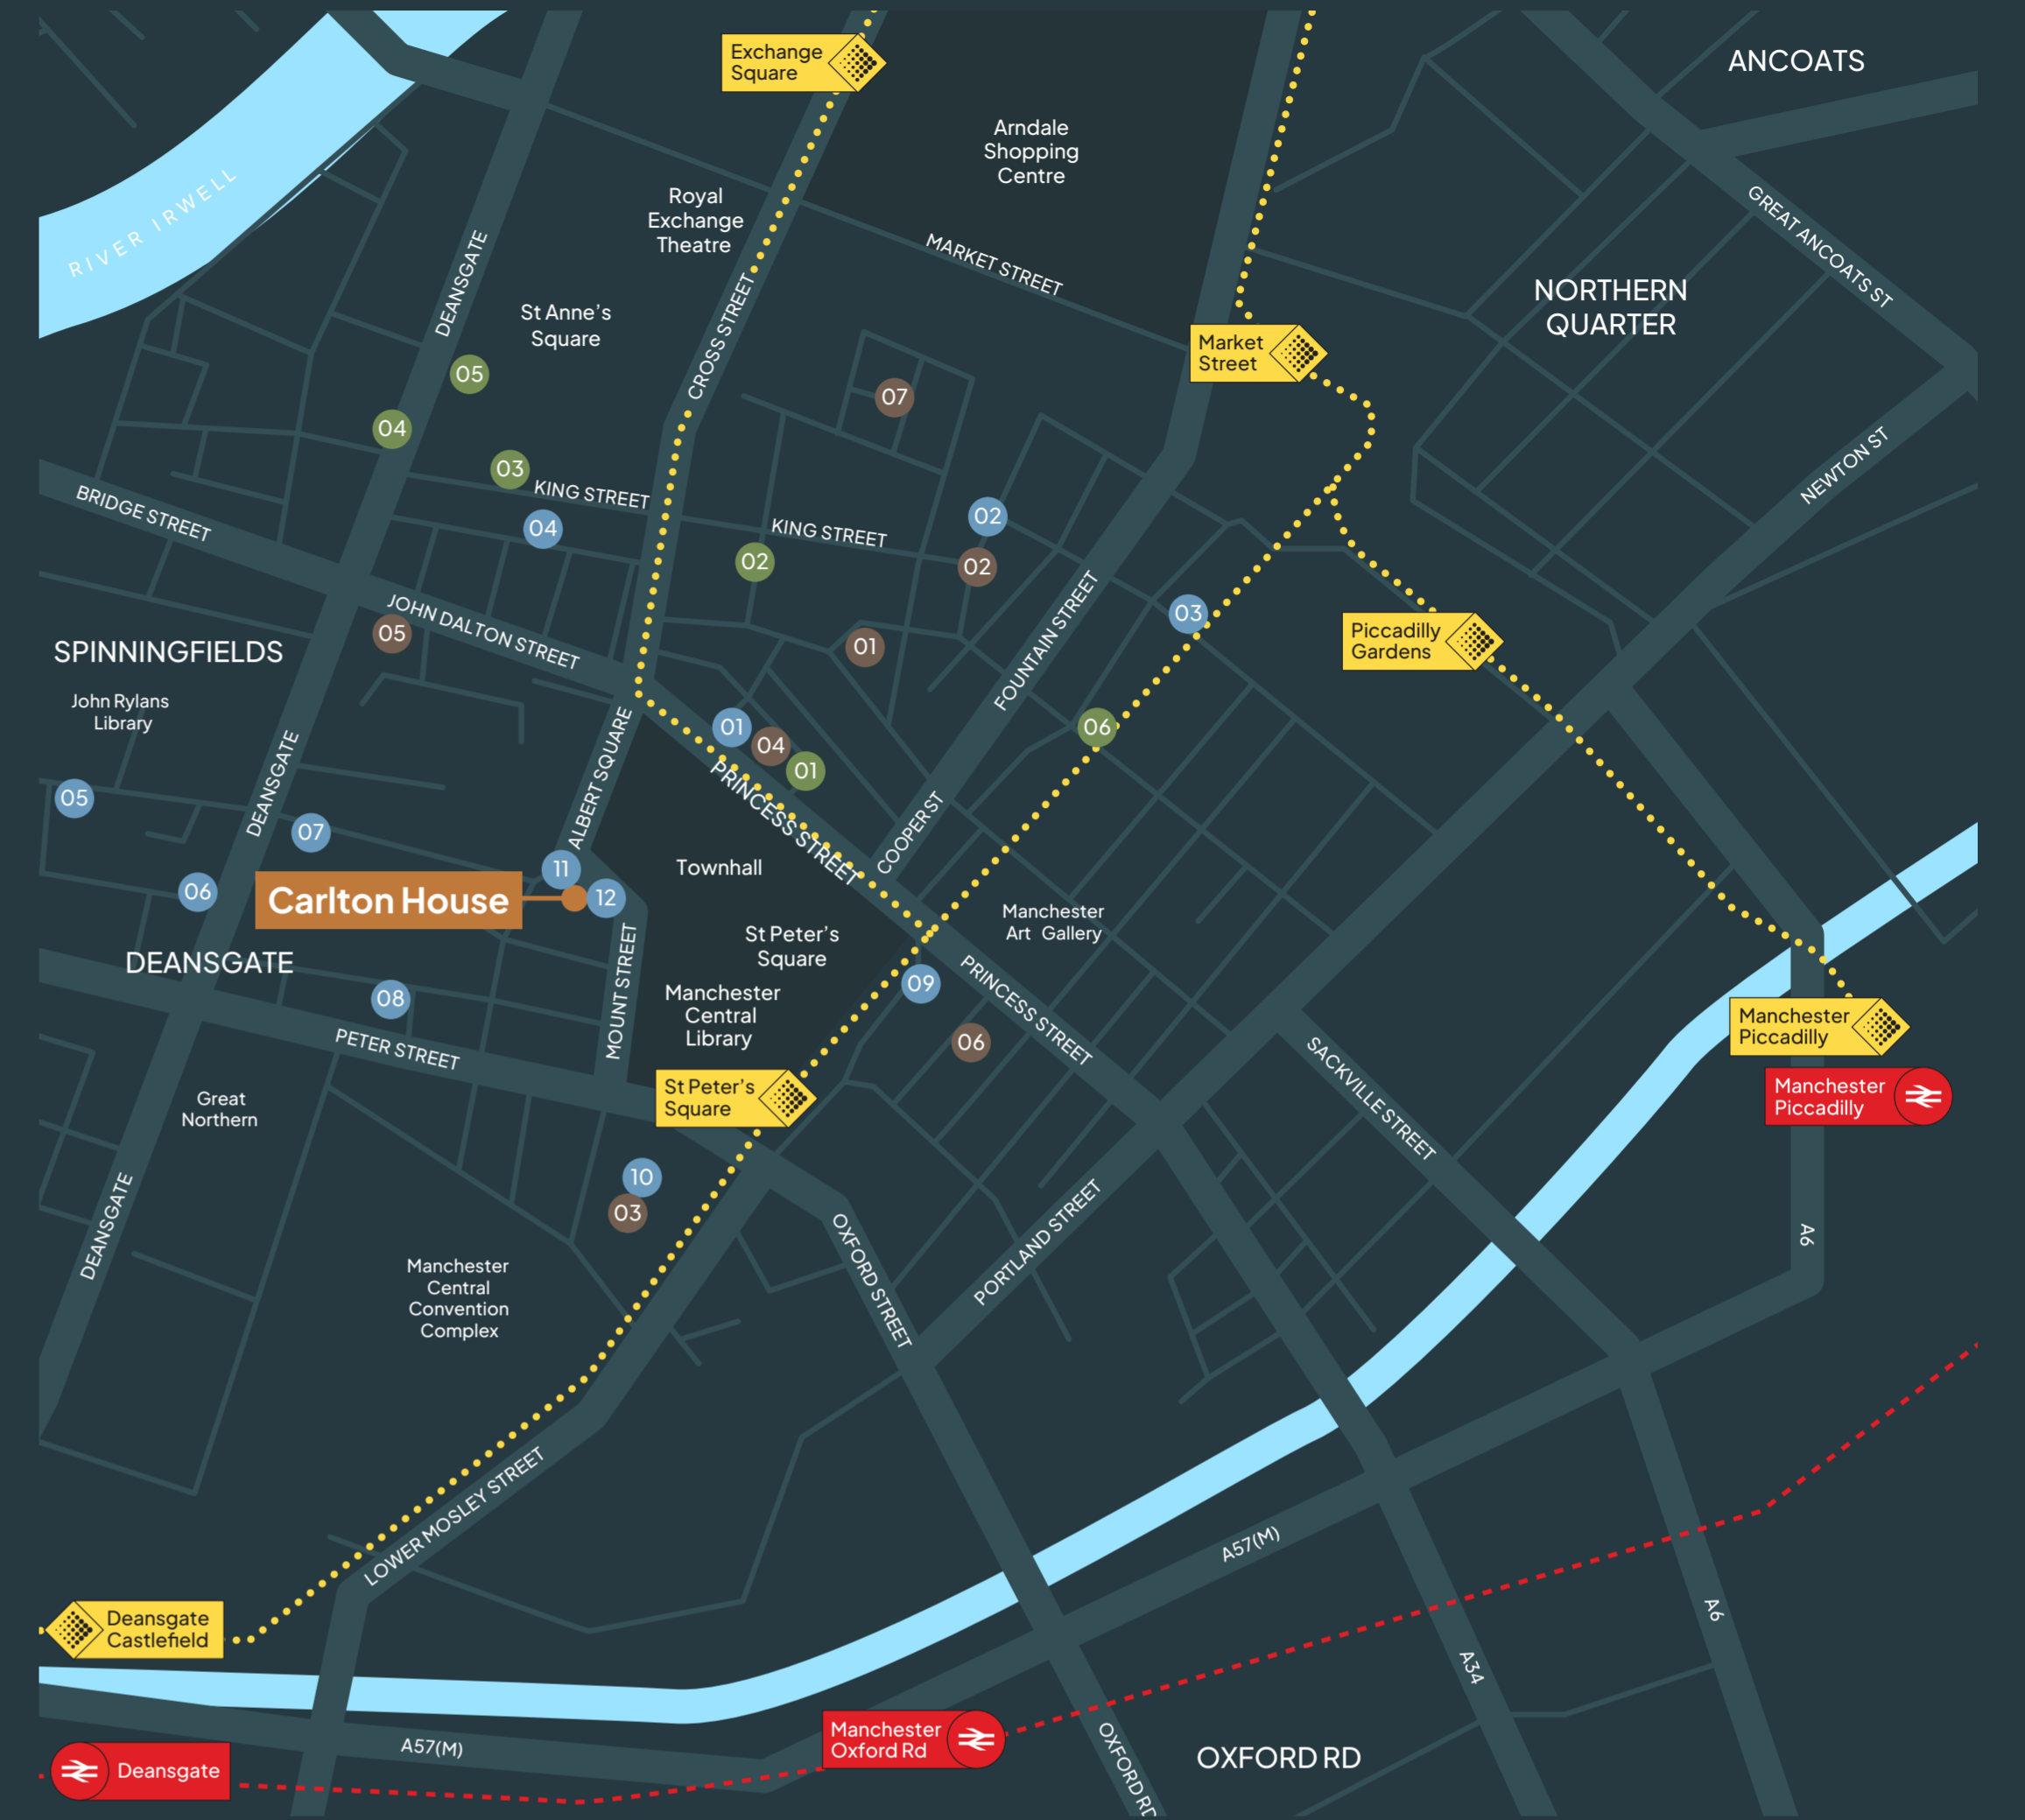 Exchange
Square
ANCOATS
Arndale
Shopping
Centre
Royal
Exchange
Theatre
RIVER IRWELL
DEANSGATE
MARKET STREET
GREAT ANCOATS ST
NORTHERN
QUARTER
St Anne's
Square
CROSS STREET
Market
Street
05
07
04
03
KING STREET
BRIDGE STREET
04
KING STREET
02
02
02
NEWTON ST
JOHN DALTON STREET
05
01
FOUNTAIN STREET
03
Piccadilly
Gardens
SPINNINGFIELDS
John Rylans
Library
01
04
01
06
DEANSGATE
ALBERT SQUARE
PRINCESS STREET
COOPER ST
05
07
11
Townhall
06
Carlton House
12
Manchester
Art Gallery
St Peter's
Square
DEANSGATE
MOUNT STREET
09
PRINCESS STREET
08
Manchester
Central
Library
PETER STREET
06
Manchester
Piccadilly
SACKVILLE STREET
Manchester
Piccadilly
St Peter's
Square
Great
Northern
10
03
DEANSGATE
OXFORD STREET
PORTLAND STREET
A6
Manchester
Central
Convention
Complex
LOWER MOSLEY STREET
A57(M)
Deansgate
Castlefield
A6
A34
A57(M)
Manchester
Oxford Rd
OXFORD RD
OXFORD RD
Deansgate